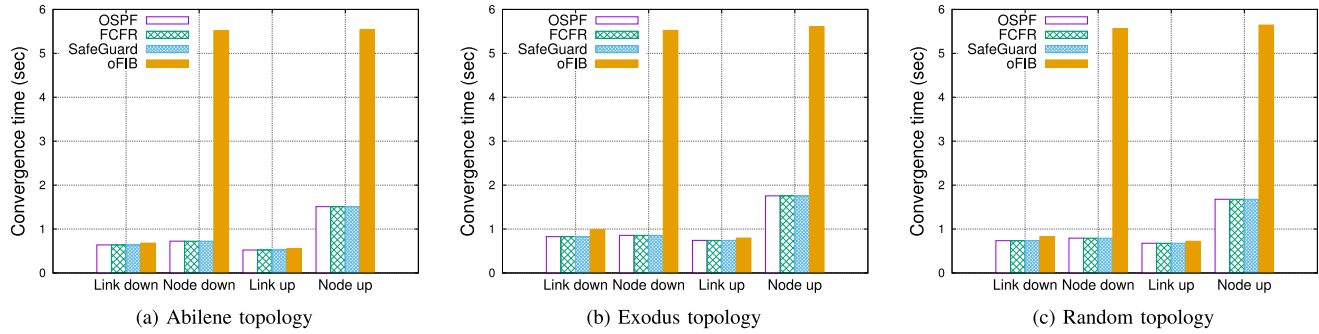 Convergence time (sec)
6
5
4
3
2
1
0
OSPF
FCFR
SafeGuard
oFIB
Link down Node down Link up Node up
(a) Abilene topology
Convergence time (sec)
6
5
4
3
2
1
0
OSPF
FCFR
SafeGuard
oFIB
Link down Node down Link up Node up
(b) Exodus topology
Convergence time (sec)
6
5
4
3
2
1
0
OSPF
FCFR
SafeGuard
oFIB
Link down Node down Link up Node up
(c) Random topology